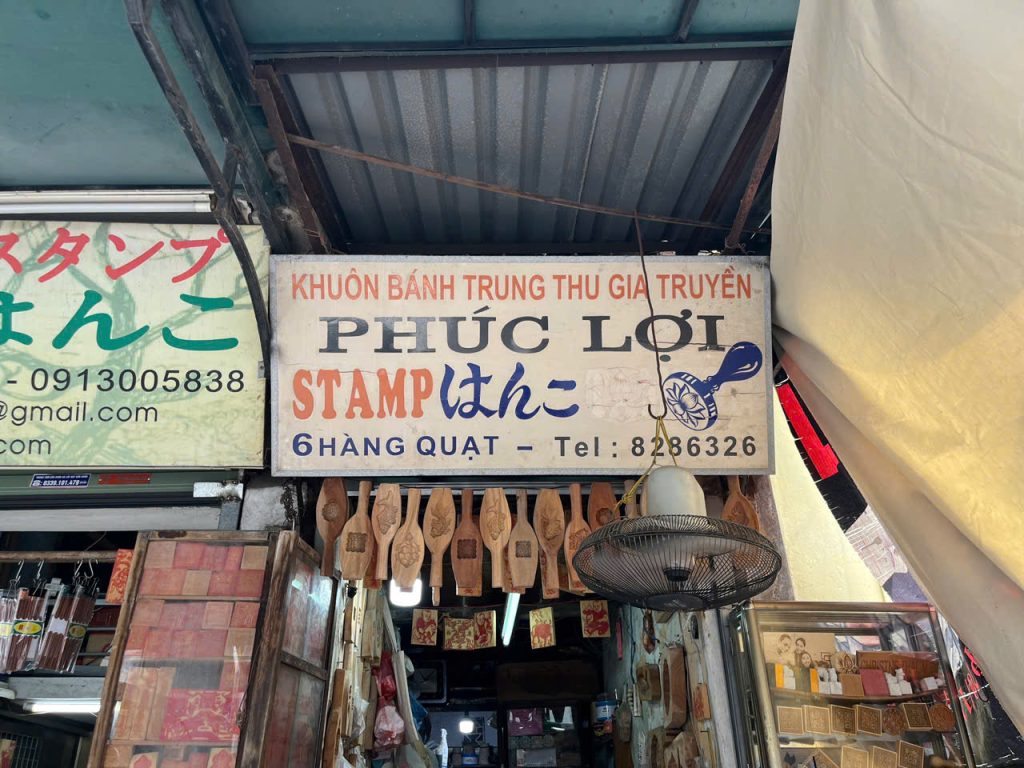 スタンプ
はんこ
- 0913005838
@gmail.com
com
KHUÔN BÁNH TRUNG THU GIA TRUYỀN
PHÚC LỢI
STAMP はんこ
6 HÀNG QUẠT – Tel : 8286326